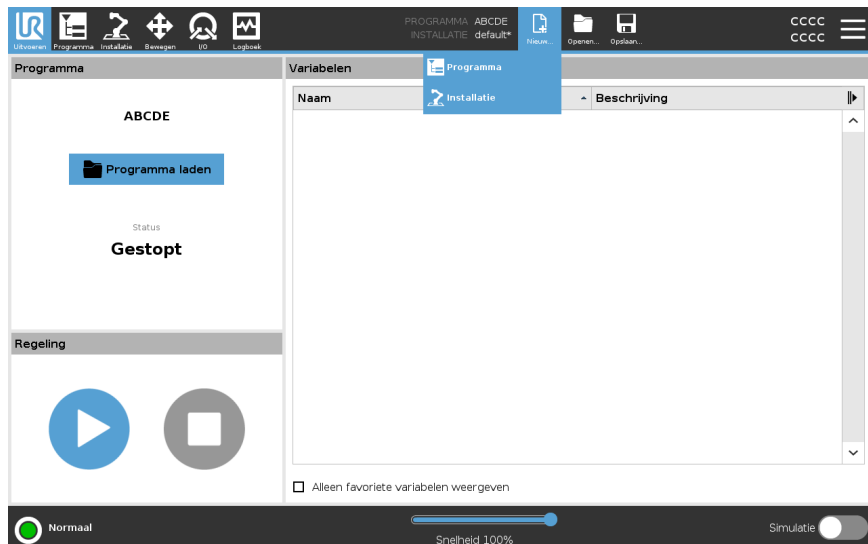 UR
PROGRAMMA ABCDE
INSTALLATIE default*
Uitvoeren Programma Installatie Bewegen I/O Logboek
Nieuw... Openen... Opslaan...
CCCC
CCCC
Programma
Variabelen
Programma
Installatie
Naam
Beschrijving
ABCDE
Programma laden
Status
Gestopt
Regeling
Alleen favoriete variabelen weergeven
Normaal
Snelheid 100%
Simulatie